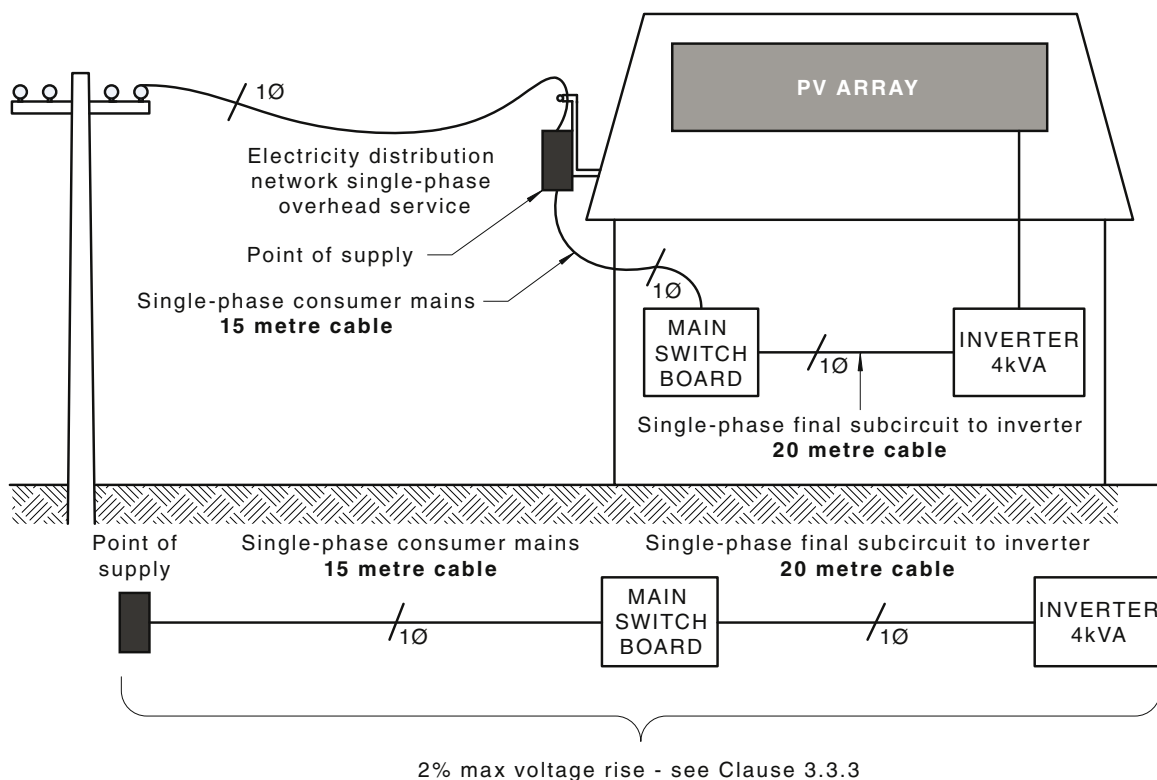 PV ARRAY
1Ø
Electricity distribution
network single-phase
overhead service
Point of supply
Single-phase consumer mains
15 metre cable
1Ø
MAIN
SWITCH
BOARD
1Ø
INVERTER
4kVA
Single-phase final subcircuit to inverter
20 metre cable
Point of
supply
Single-phase consumer mains
15 metre cable
Single-phase final subcircuit to inverter
20 metre cable
1Ø
MAIN
SWITCH
BOARD
1Ø
INVERTER
4kVA
2% max voltage rise - see Clause 3.3.3